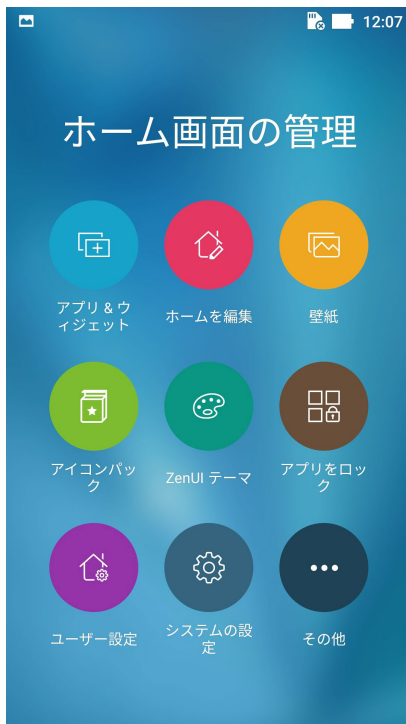 12:07
ホーム画面の管理
アプリ & ウ
ィジェット
ホームを編集
壁紙
アイコンパッ
ク
ZenUI テーマ
アプリをロッ
ク
ユーザー設定
システムの設
定
その他